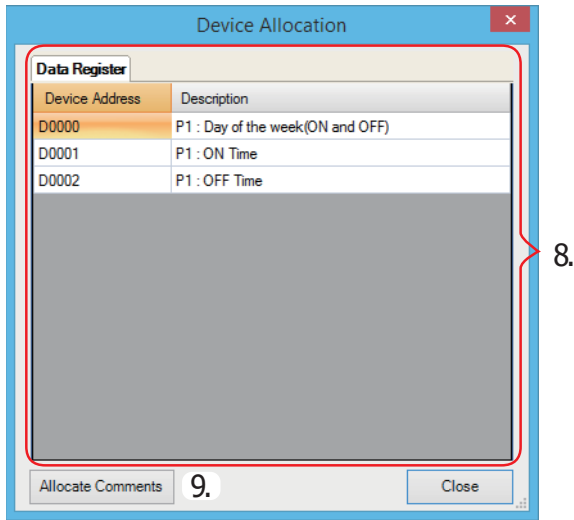 Device Allocation
×
Data Register
Device Address Description
D0000 P1 : Day of the week(ON and OFF)
D0001 P1 : ON Time
D0002 P1 : OFF Time
8.
Allocate Comments 9. Close